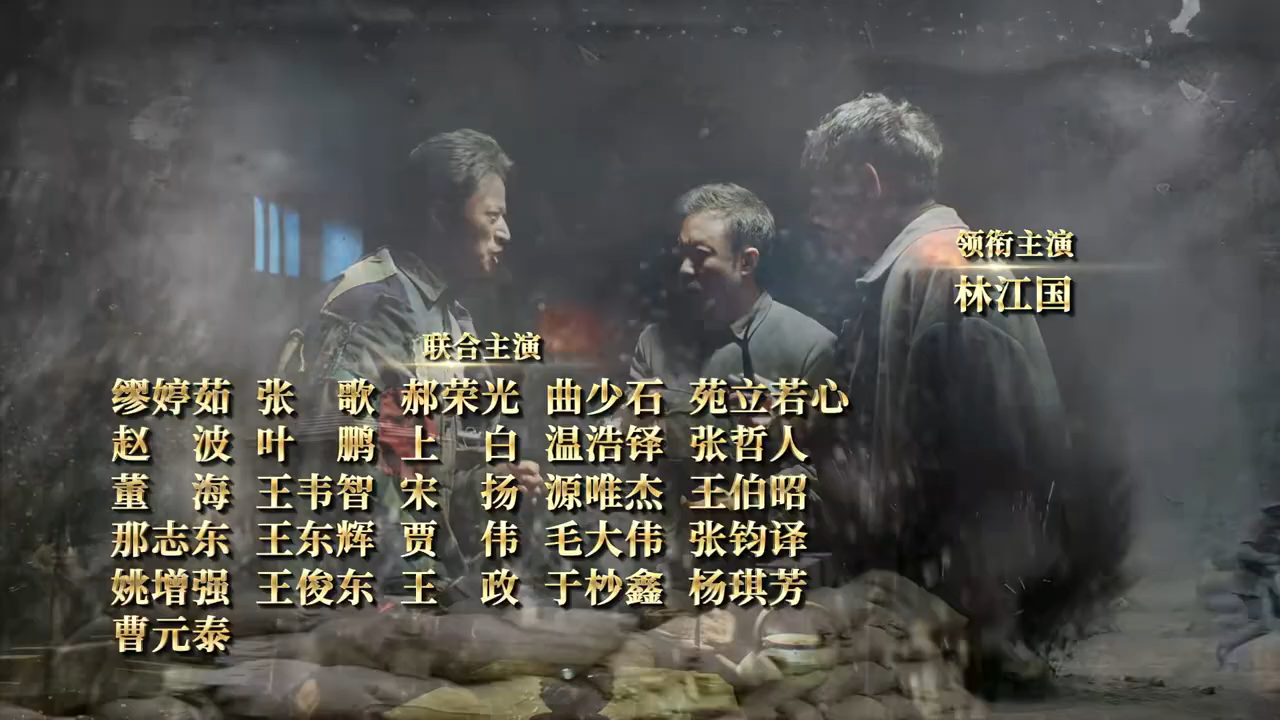 领衔主演
林江国
联合主演
缪婷茹 张 歌 郝荣光 曲少石 苑立若心
赵 波 叶 鹏 上 白 温浩铎 张哲人
董 海 王韦智 宋 扬 源唯杰 王伯昭
那志东 王东辉 贾 伟 毛大伟 张钧译
姚增强 王俊东 王 政 于杪鑫 杨琪芳
曹元泰